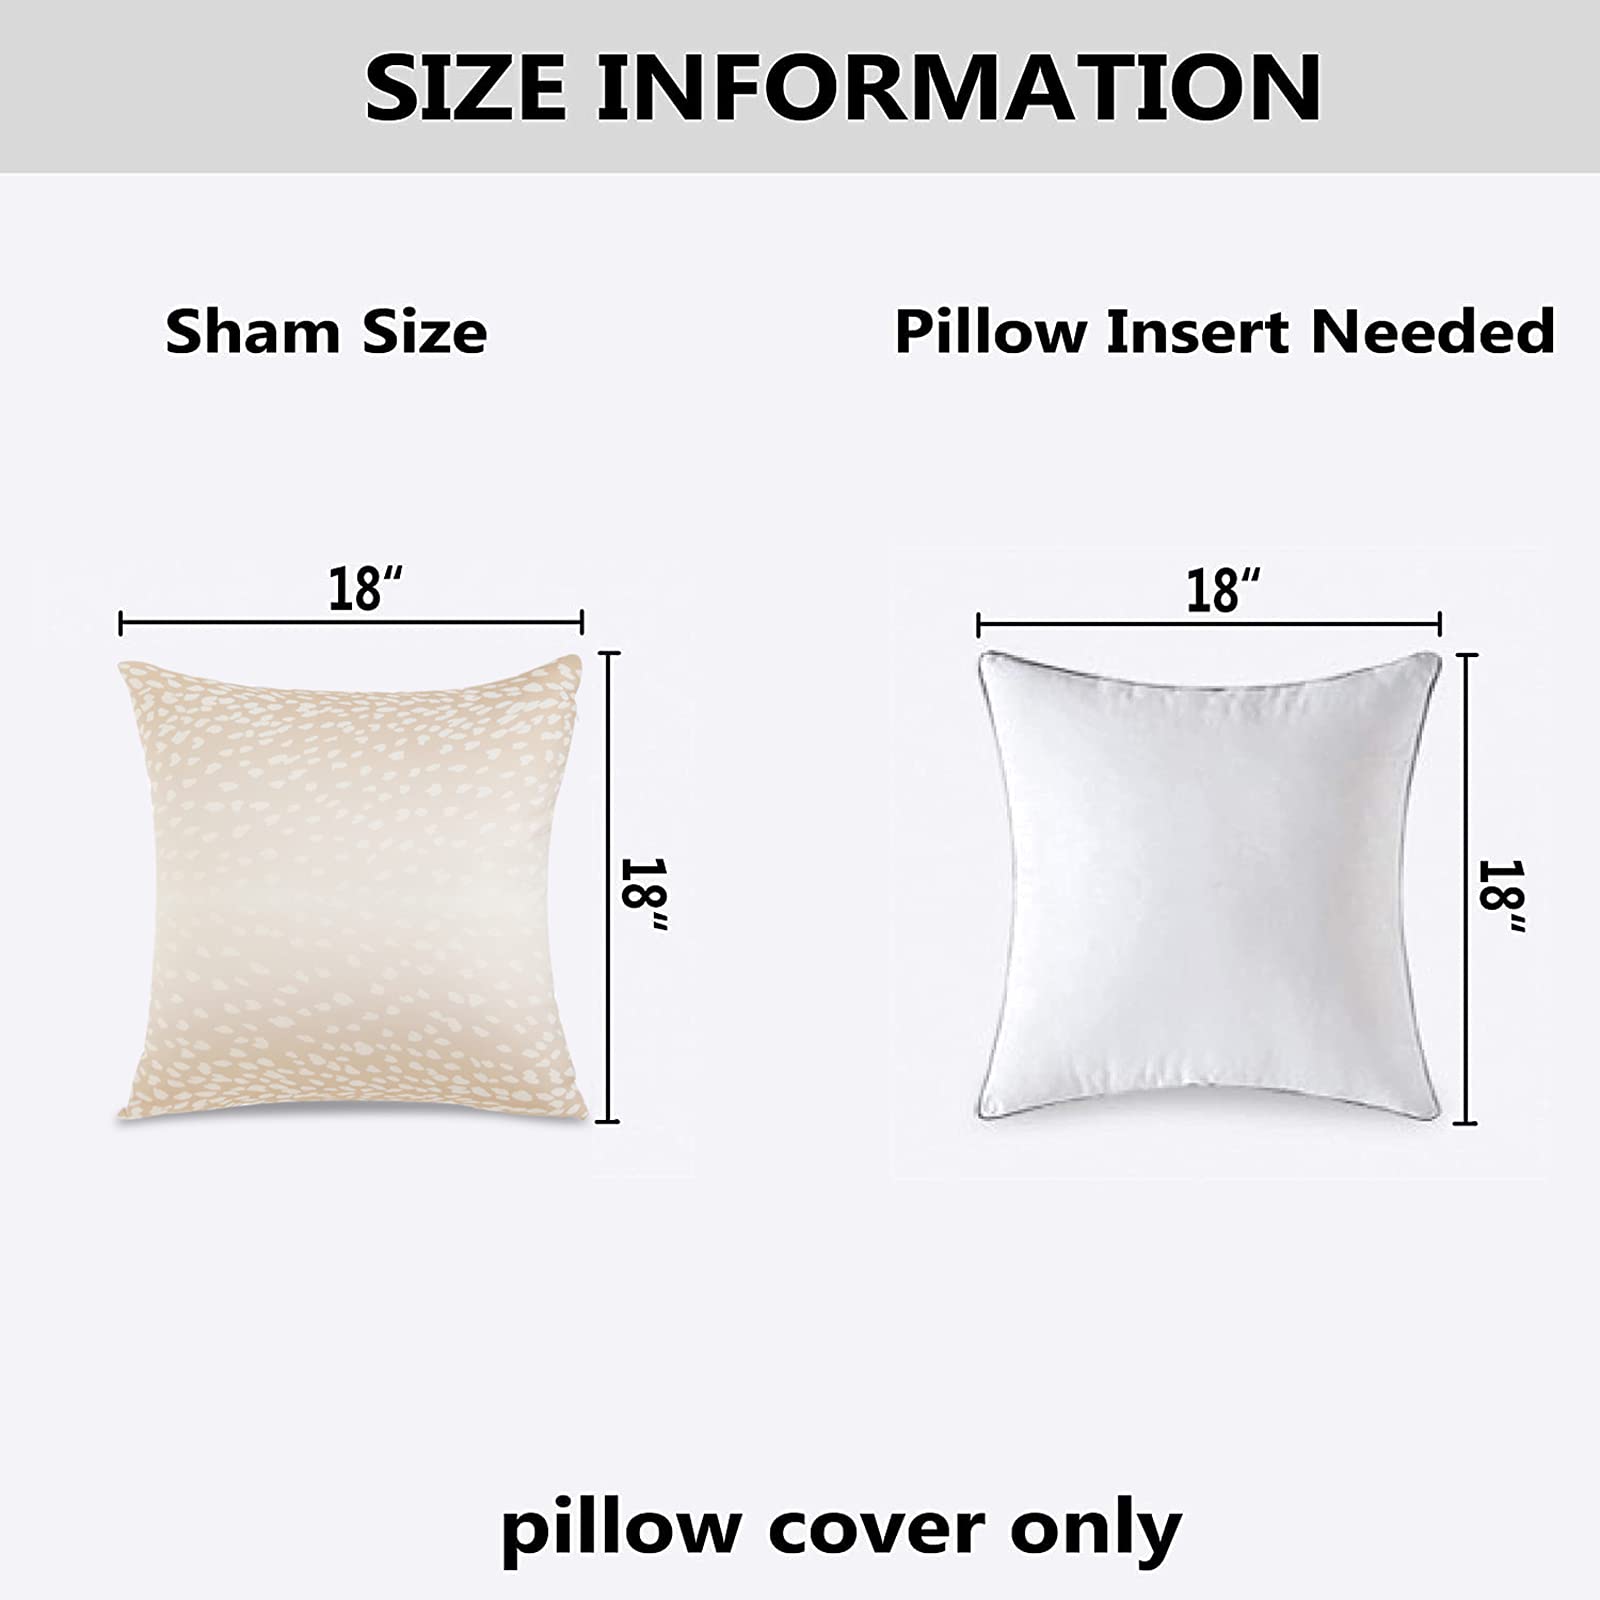 SIZE INFORMATION
Sham Size
Pillow Insert Needed
18“
18“
18“
18“
pillow cover only